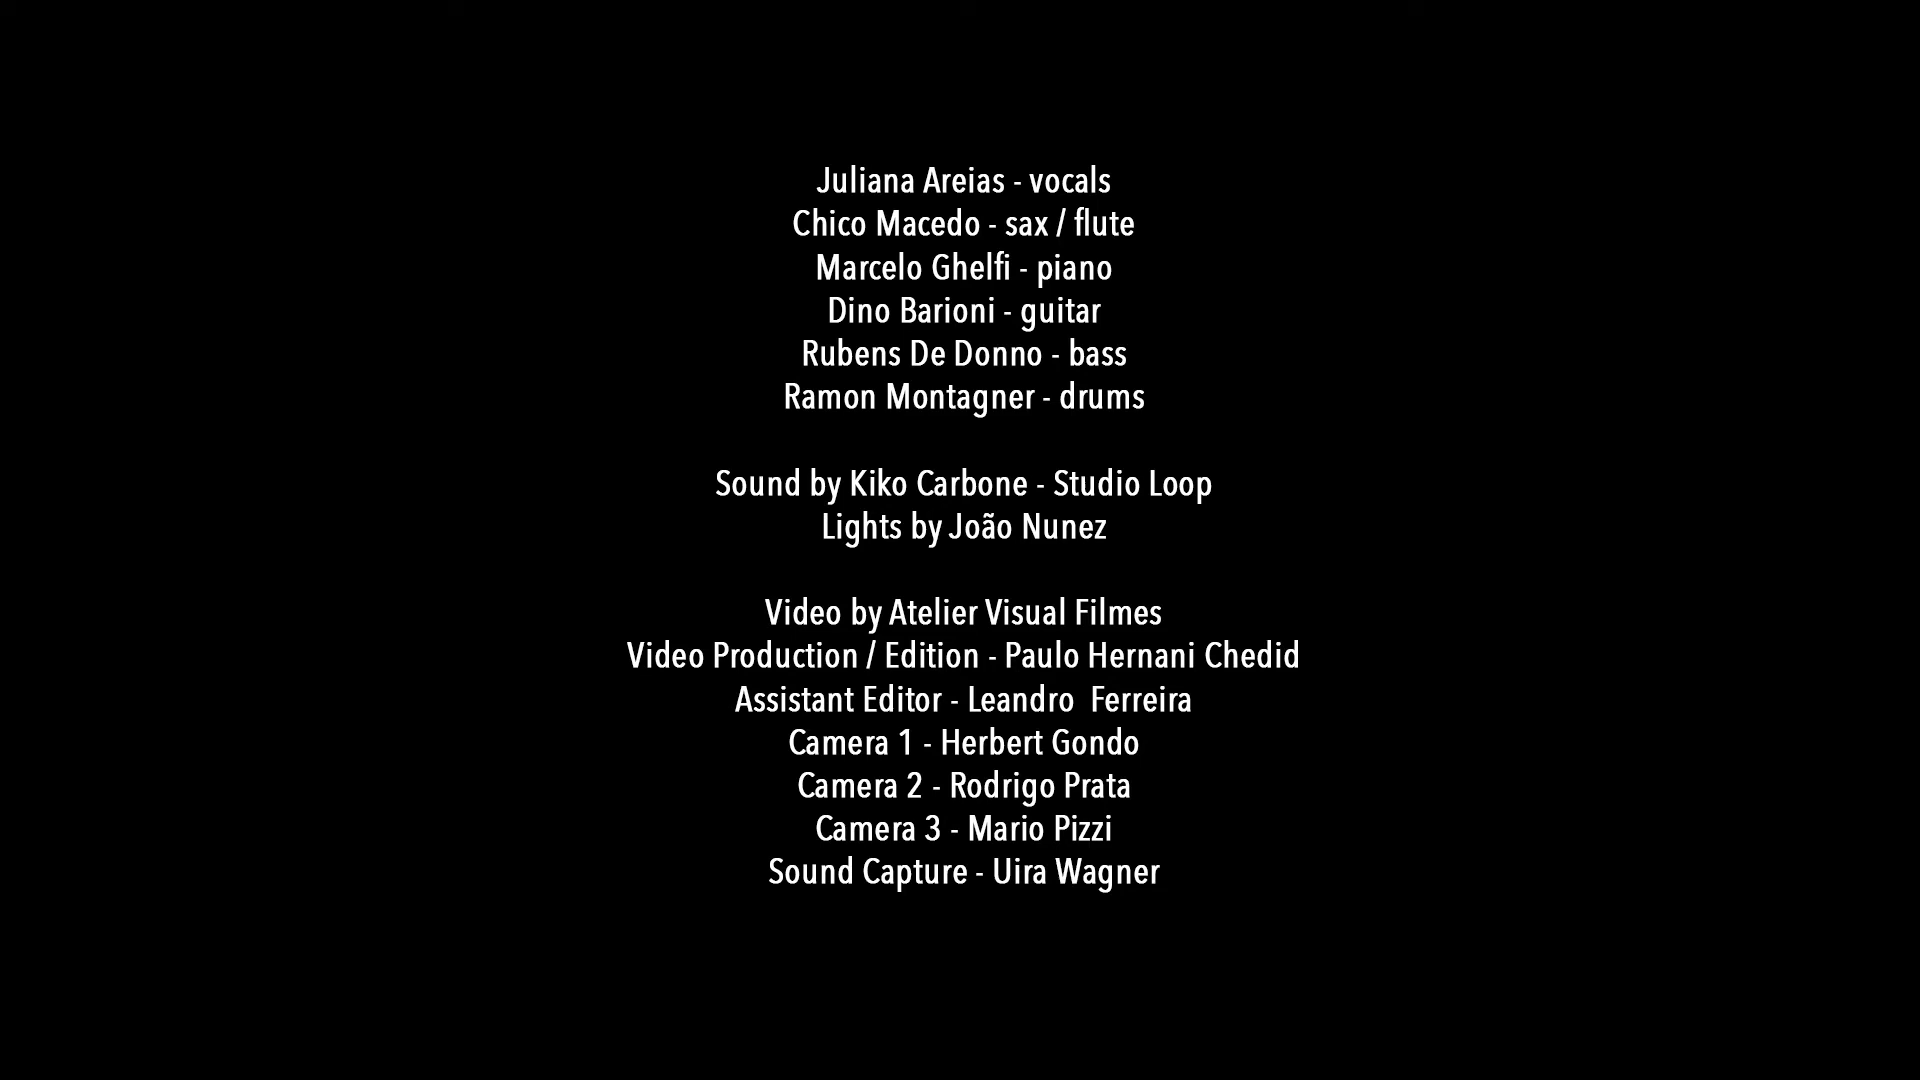 Juliana Areias - vocals
Chico Macedo - sax / flute
Marcelo Ghelfi - piano
Dino Barioni - guitar
Rubens De Donno - bass
Ramon Montagner - drums
Sound by Kiko Carbone - Studio Loop
Lights by João Nunez
Video by Atelier Visual Filmes
Video Production / Edition - Paulo Hernani Chedid
Assistant Editor - Leandro  Ferreira
Camera 1 - Herbert Gondo
Camera 2 - Rodrigo Prata
Camera 3 - Mario Pizzi
Sound Capture - Uira Wagner